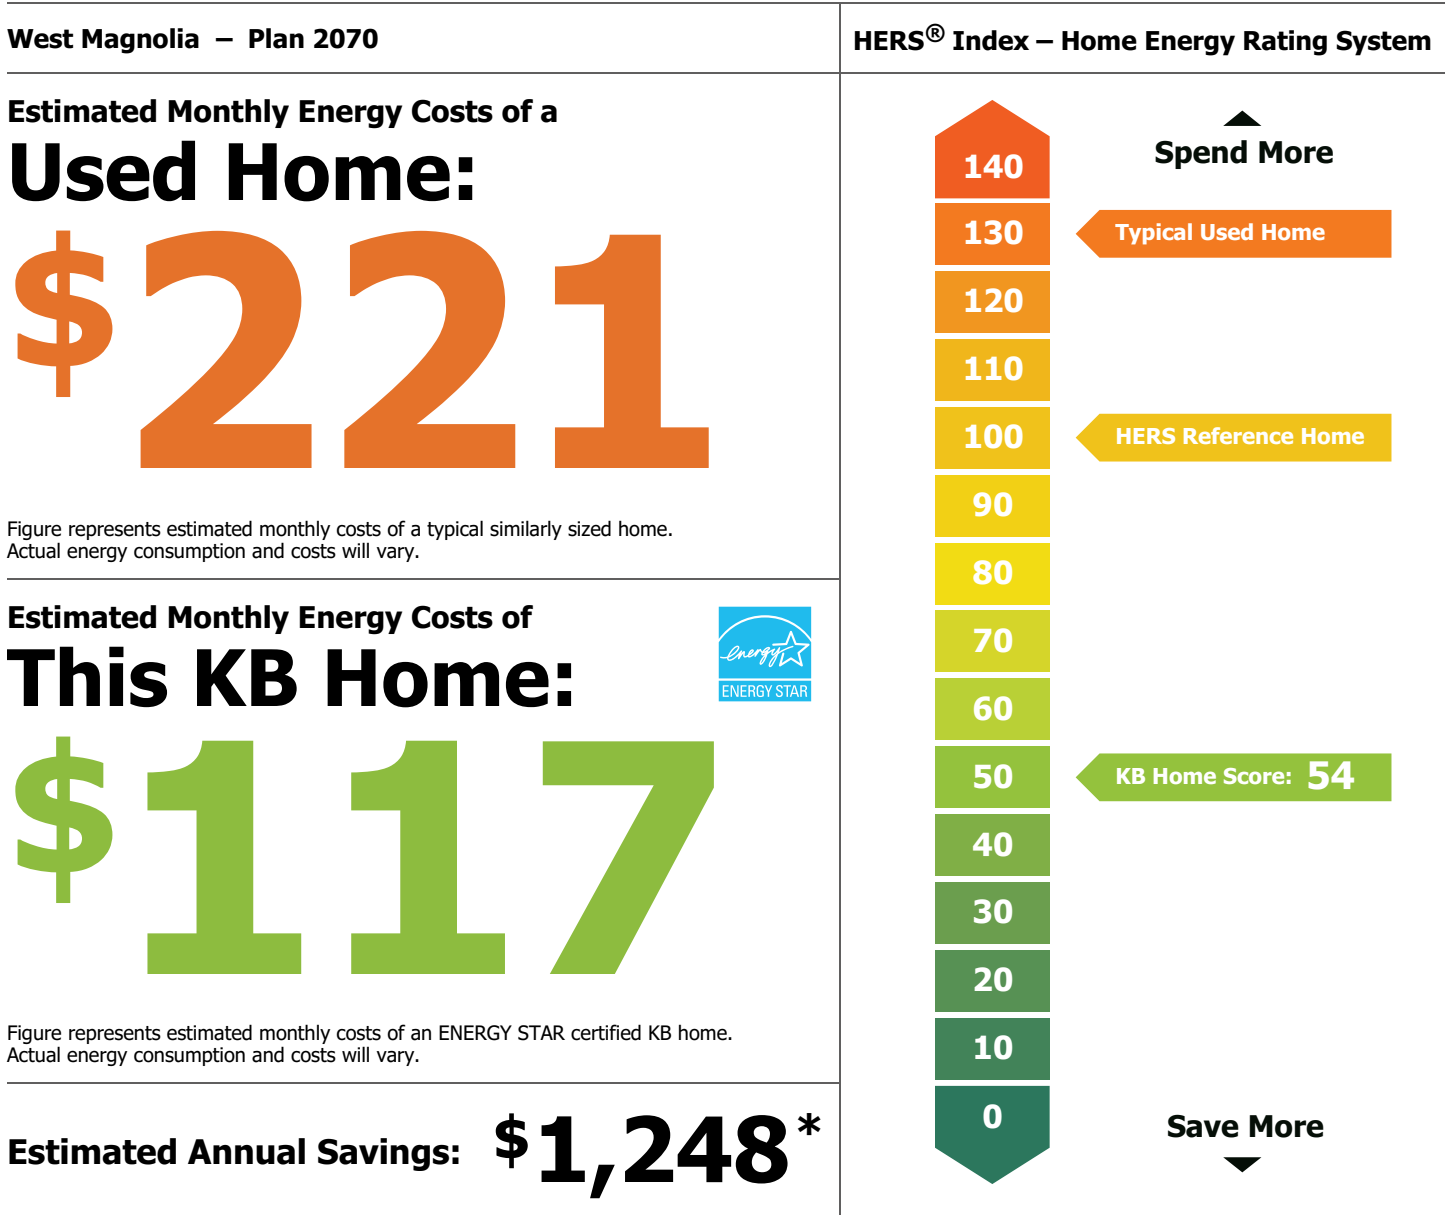 West Magnolia – Plan 2070
Estimated Monthly Energy Costs of a
Used Home:
$221
Figure represents estimated monthly costs of a typical similarly sized home.
Actual energy consumption and costs will vary.
Estimated Monthly Energy Costs of
This KB Home:
energy
ENERGY STAR
$117
Figure represents estimated monthly costs of an ENERGY STAR certified KB home.
Actual energy consumption and costs will vary.
Estimated Annual Savings: $1,248*
HERS® Index – Home Energy Rating System
Spend More
140
130 Typical Used Home
120
110
100 HERS Reference Home
90
80
70
60
50 KB Home Score: 54
40
30
20
10
0
Save More